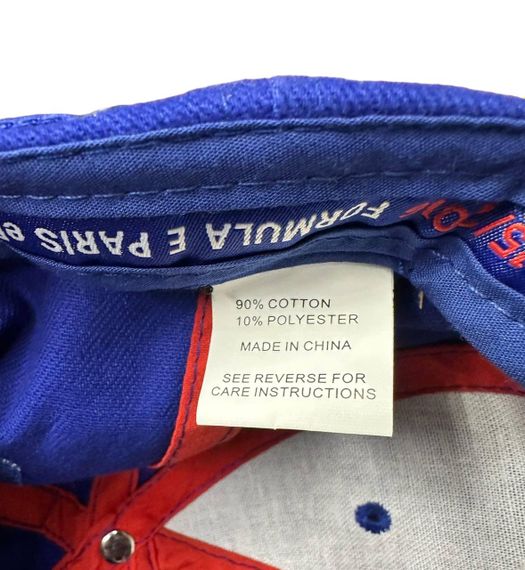 FORMULA E PARIS
90% COTTON
10% POLYESTER
MADE IN CHINA
SEE REVERSE FOR
CARE INSTRUCTIONS